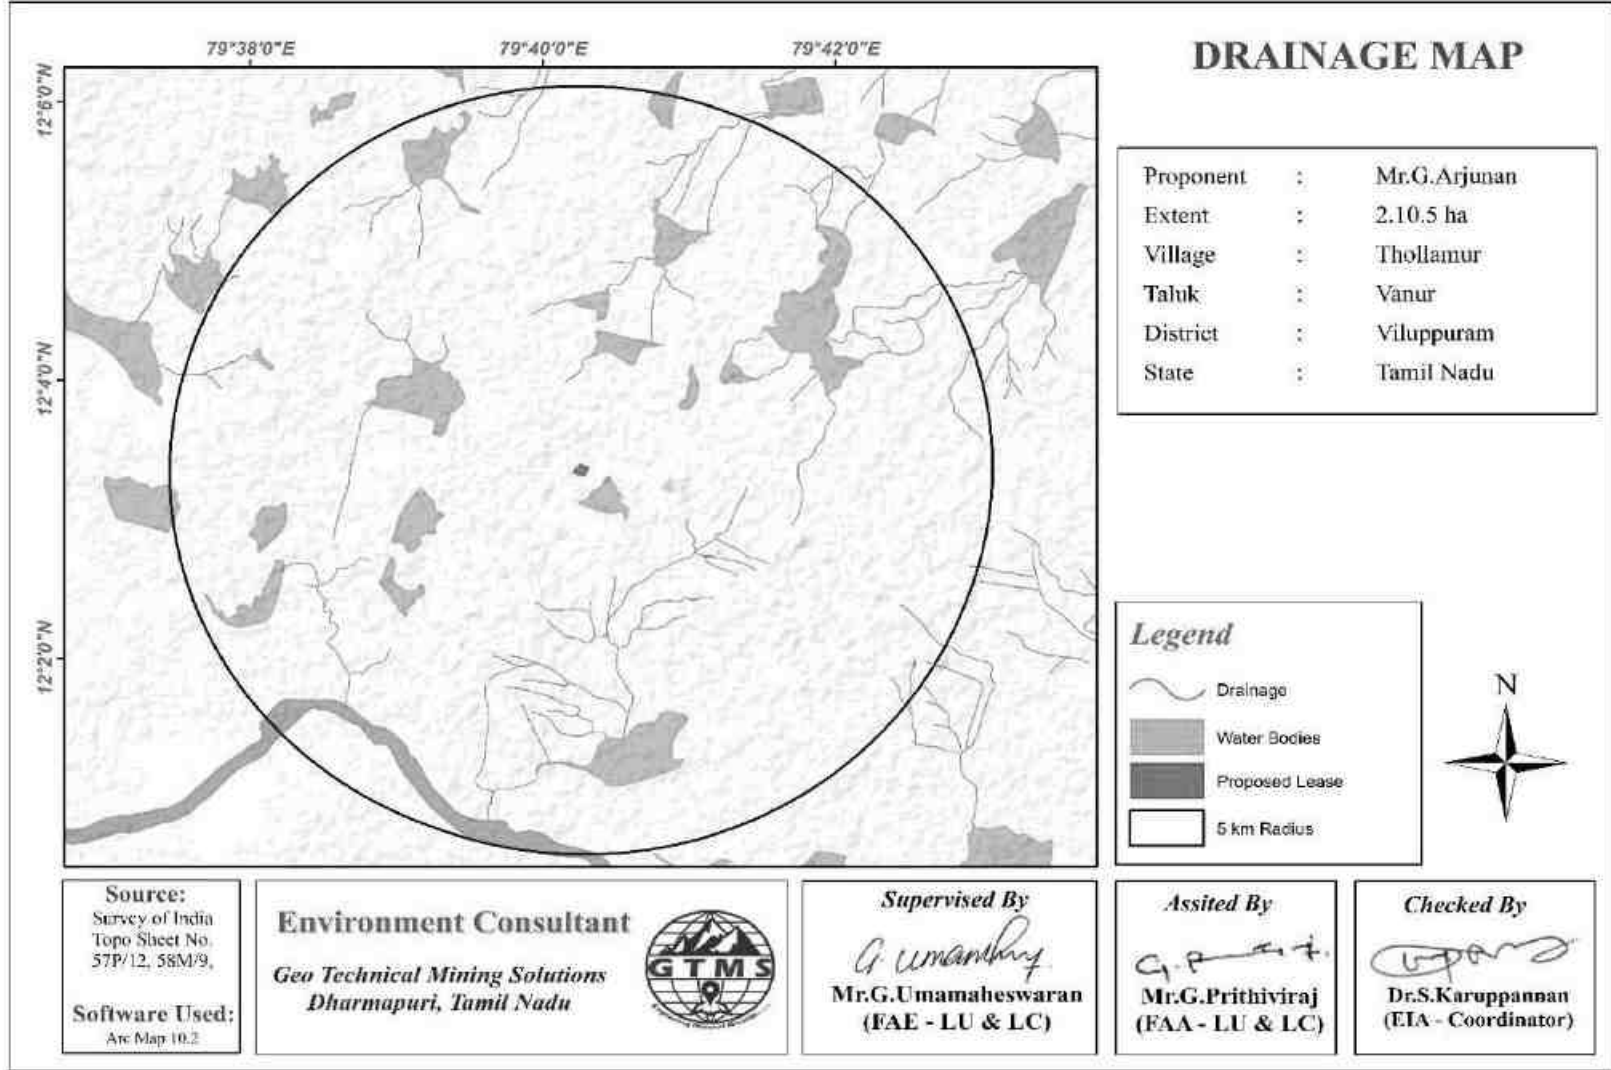 79°38'0"E 79°40'0"E 79°42'0"E
DRAINAGE MAP
12°6'0"N
12°4'0"N
12°2'0"N
Proponent : Mr.G.Arjunan
Extent : 2.10.5 ha
Village : Thollamur
Taluk : Vanur
District : Viluppuram
State : Tamil Nadu
Legend
Drainage
Water Bodies
Proposed Lease
5 km Radius
N
Source:
Survey of India
Topo Sheet No.
57P/12, 58M/9,
Software Used:
Arc Map 10.2
Environment Consultant
Geo Technical Mining Solutions
Dharmapuri, Tamil Nadu
GTMS
Supervised By
Mr.G.Umamaheswaran
(FAE - LU & LC)
Assited By
Mr.G.Prithiviraj
(FAA - LU & LC)
Checked By
Dr.S.Karuppannan
(EIA - Coordinator)